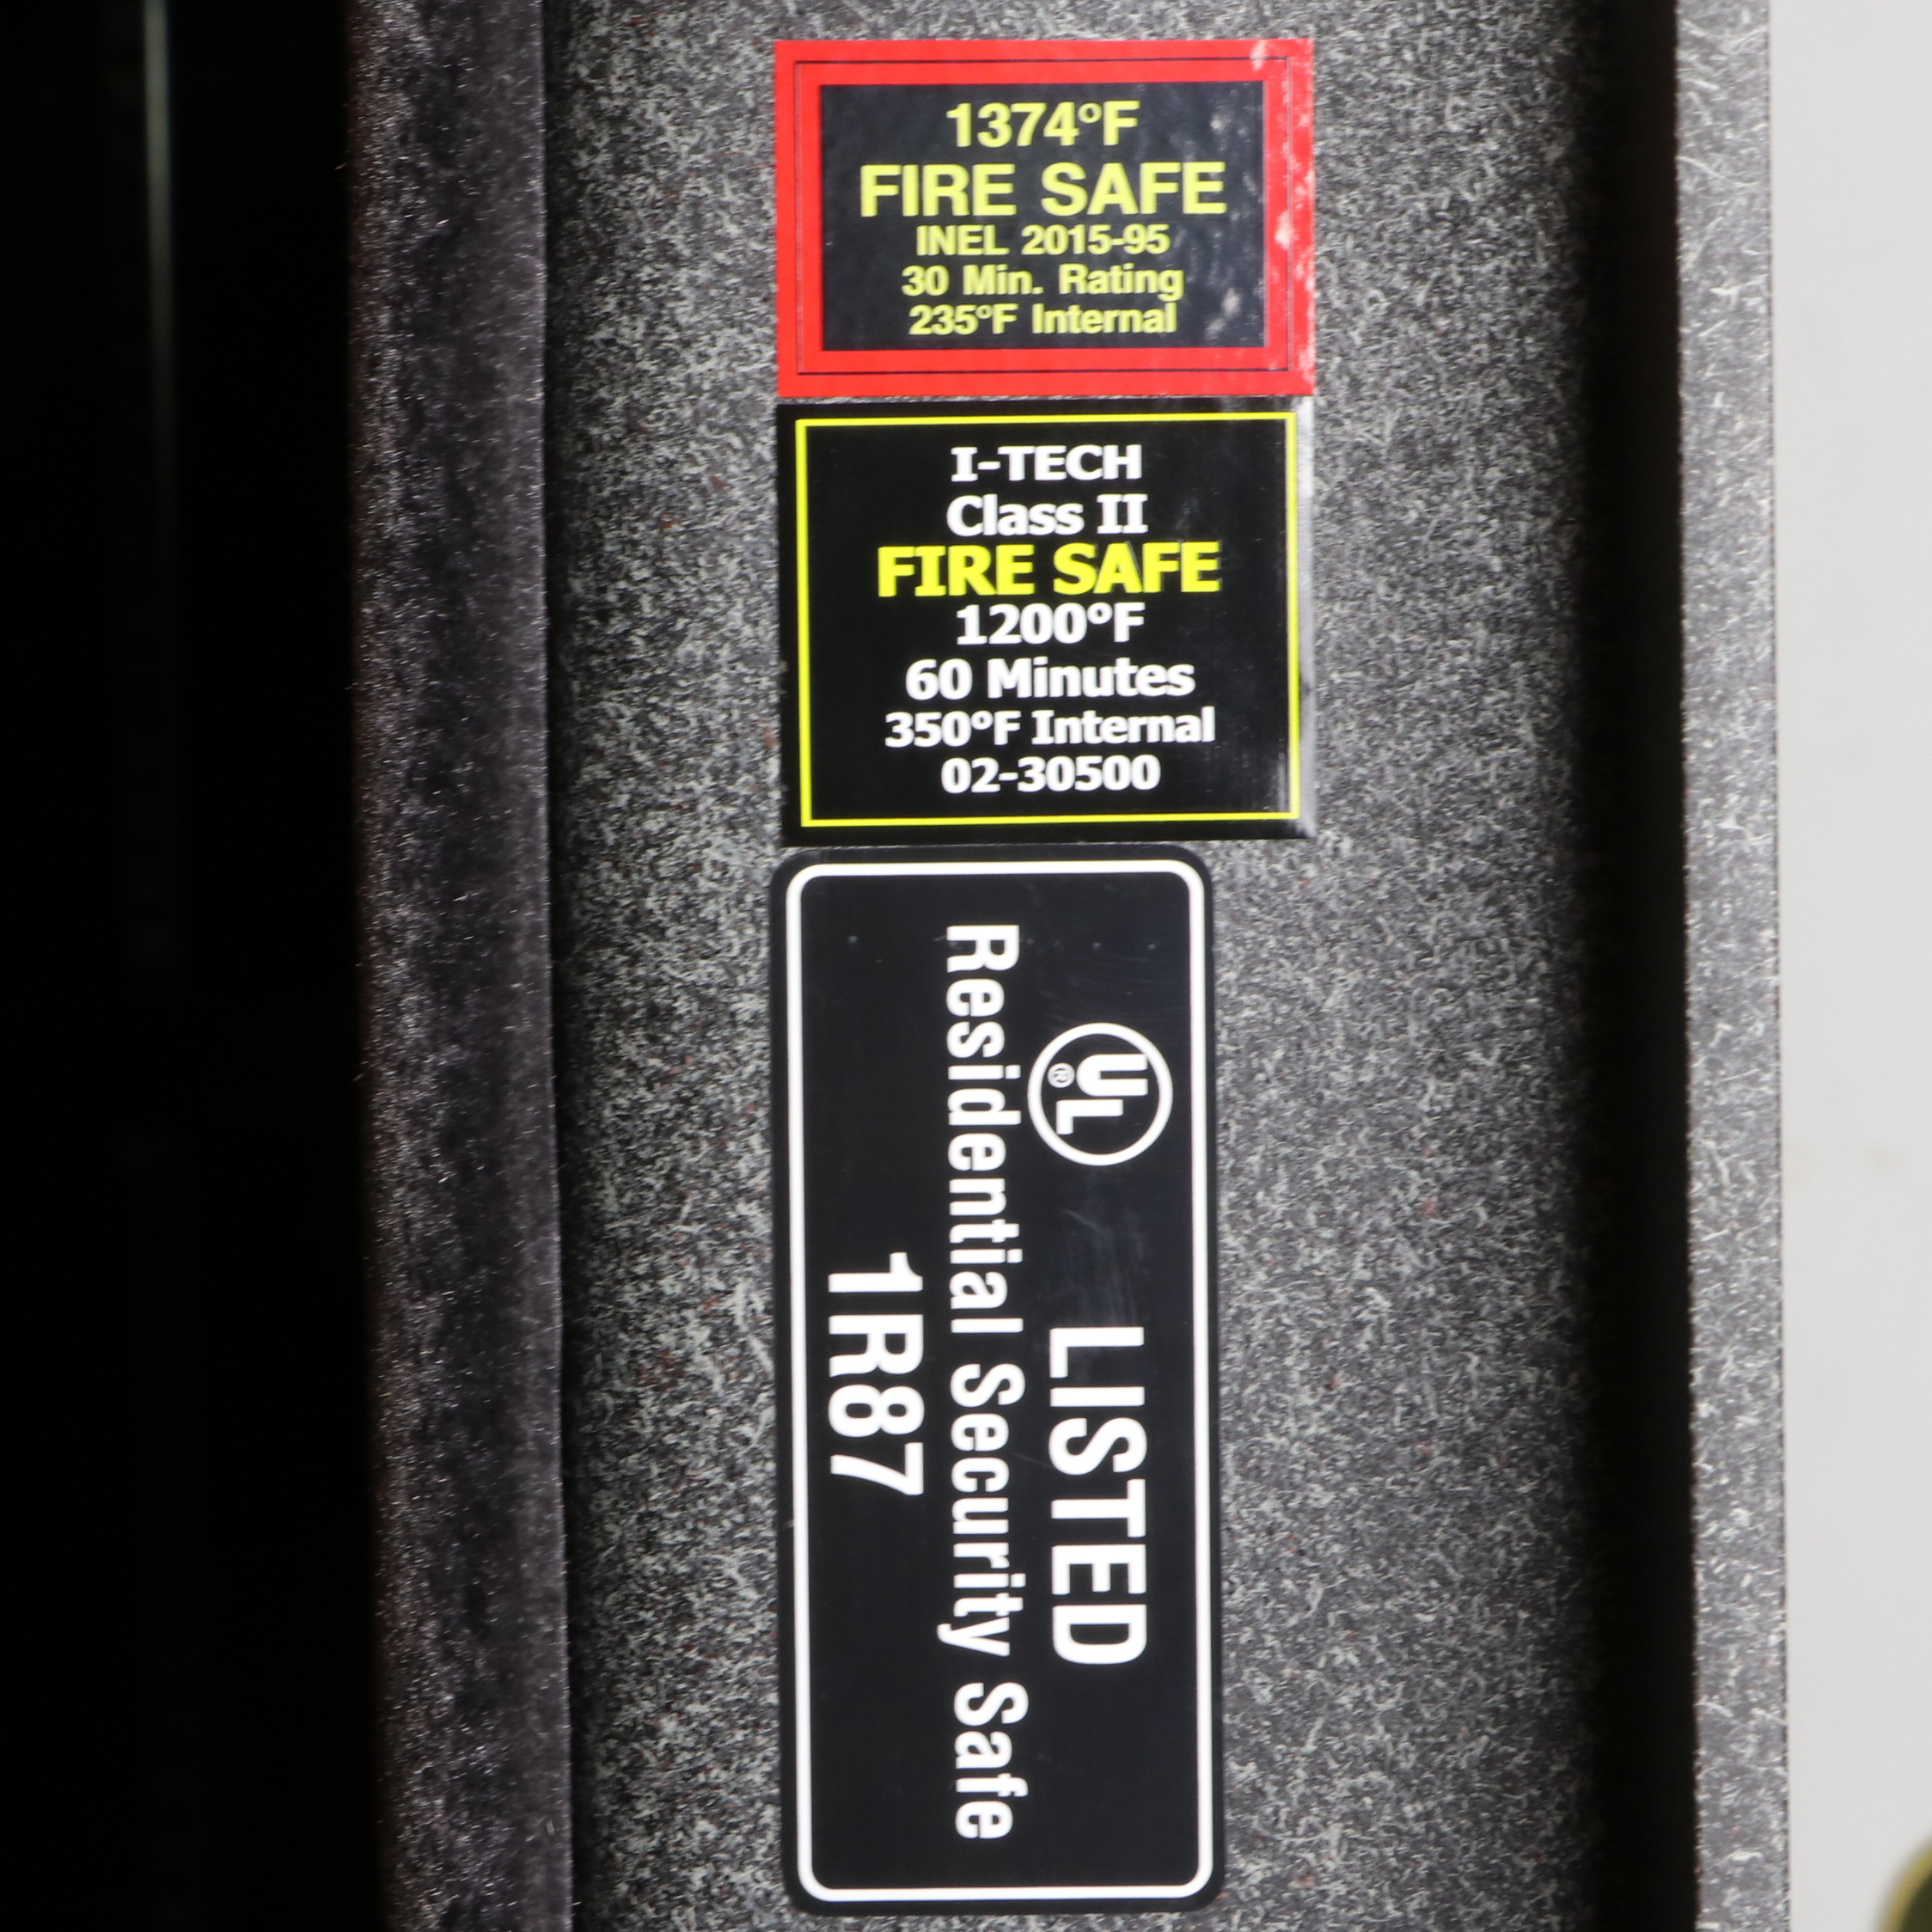 1374°F
FIRE SAFE
INEL 2015-95
30 Min. Rating
235°F Internal
I-TECH
Class II
FIRE SAFE
1200°F
60 Minutes
350°F Internal
02-30500
UL® LISTED
Residential Security Safe
1R87